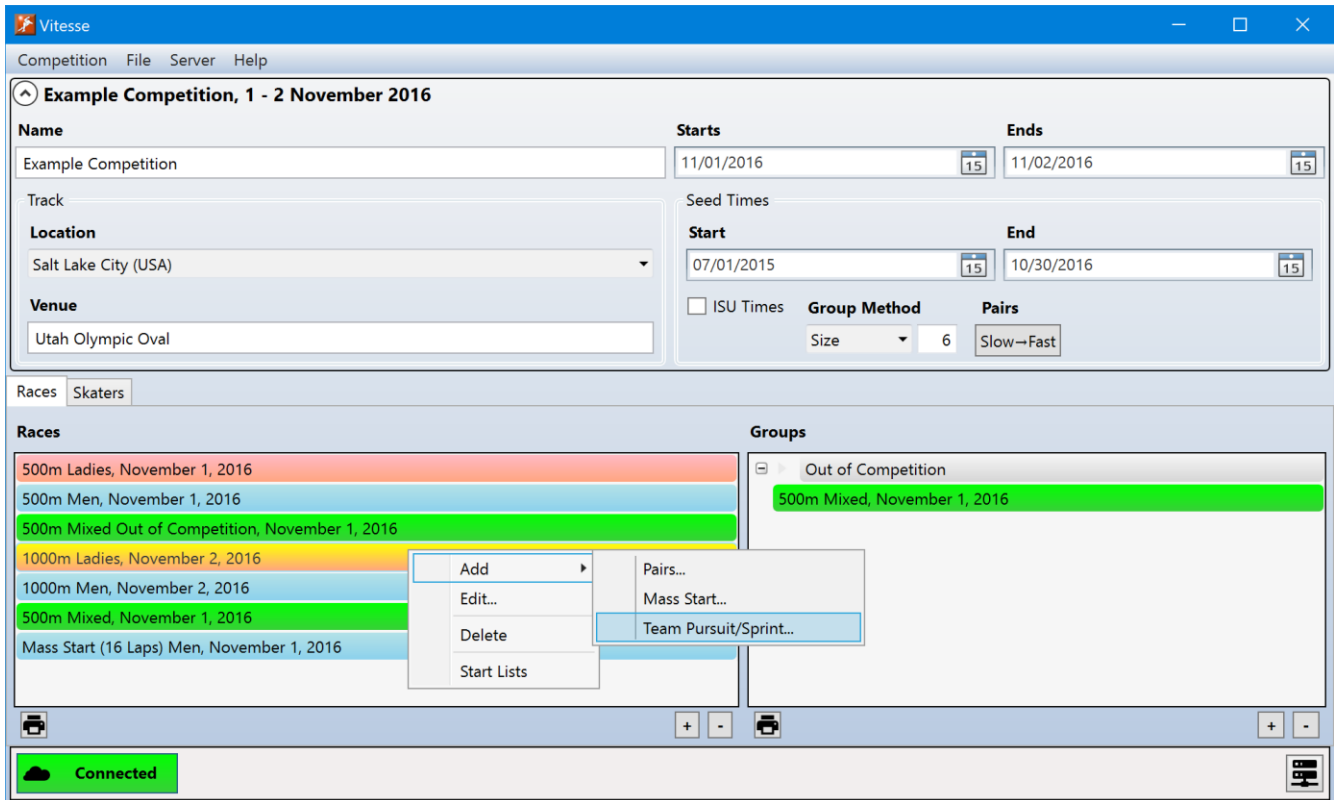 Vitesse
Competition File Server Help
Example Competition, 1 - 2 November 2016
Name Starts Ends
Example Competition 11/01/2016 15 11/02/2016 15
Track Seed Times
Location Start End
Salt Lake City (USA) 07/01/2015 15 10/30/2016 15
Venue ISU Times Group Method Pairs
Utah Olympic Oval Size 6 Slow→Fast
Races Skaters
Races Groups
500m Ladies, November 1, 2016 Out of Competition
500m Men, November 1, 2016 500m Mixed, November 1, 2016
500m Mixed Out of Competition, November 1, 2016
1000m Ladies, November 2, 2016 Add Pairs...
1000m Men, November 2, 2016 Edit... Mass Start...
500m Mixed, November 1, 2016 Delete Team Pursuit/Sprint...
Mass Start (16 Laps) Men, November 1, 2016
Start Lists
+ - + -
Connected